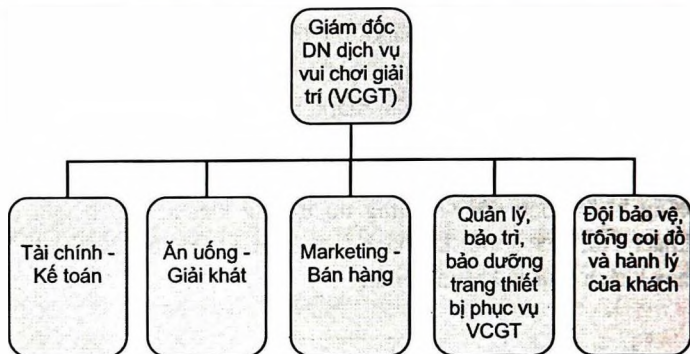 Giám đốc
DN dịch vụ
vui chơi giải
trí (VCGT)
Tài chính -
Kế toán
Ăn uống -
Giải khát
Marketing -
Bán hàng
Quản lý,
bảo trì,
bảo dưỡng
trang thiết
bị phục vụ
VCGT
Đội bảo vệ,
trông coi đồ
và hành lý
của khách